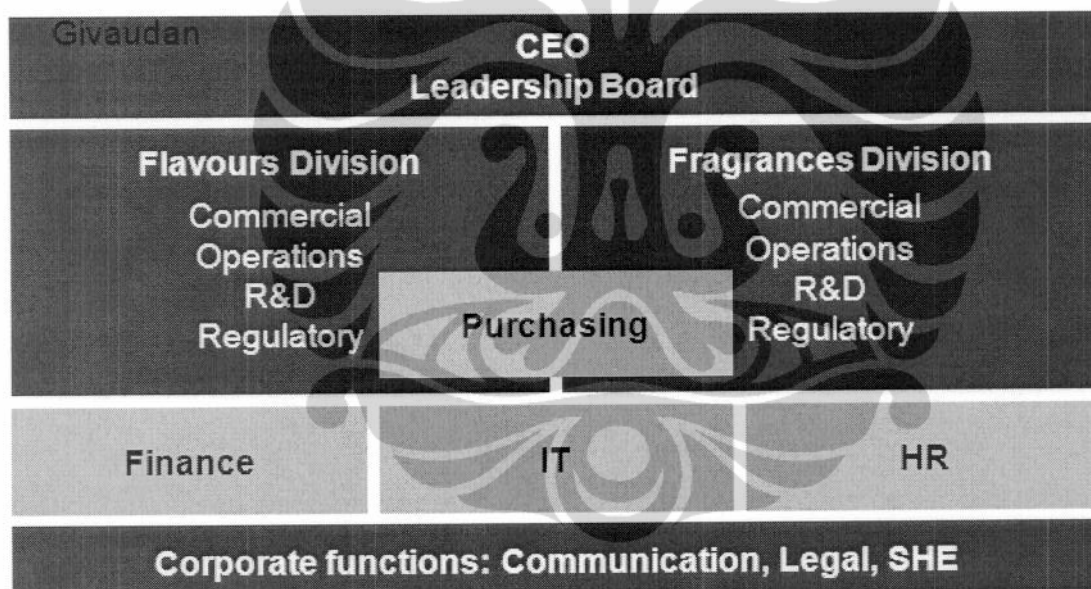 Givaudan
CEO
Leadership Board
Flavours Division
Commercial
Operations
R&D
Regulatory
Fragrances Division
Commercial
Operations
R&D
Regulatory
Purchasing
Finance
IT
HR
Corporate functions: Communication, Legal, SHE